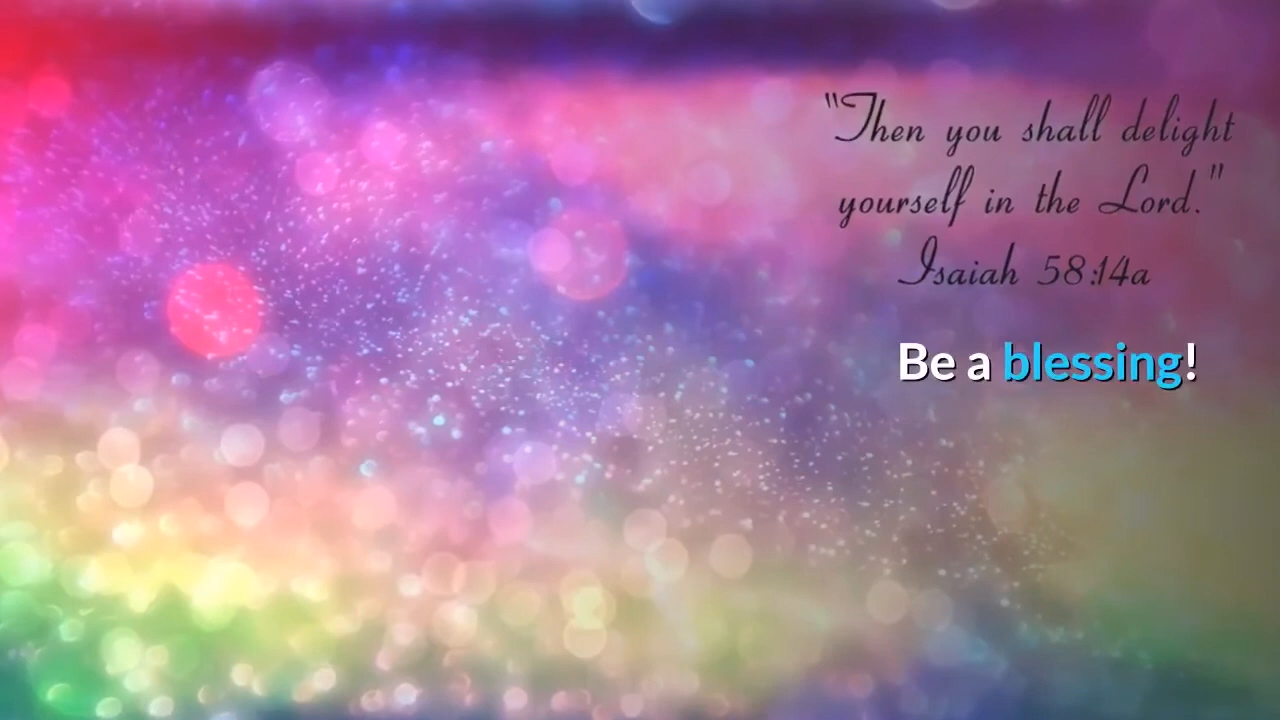 "Then you shall delight
yourself in the Lord."
Isaiah 58:14a
Be a blessing!